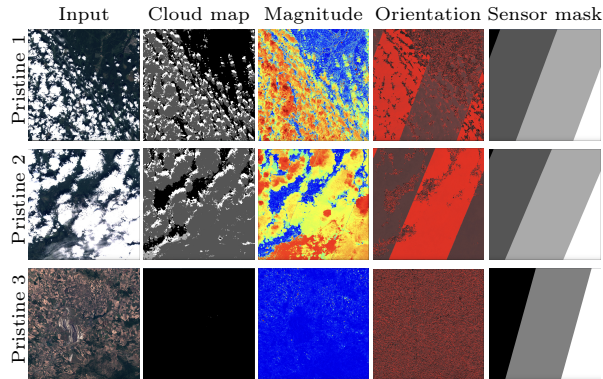 Input Cloud map Magnitude Orientation Sensor mask
Pristine 1
Pristine 2
Pristine 3